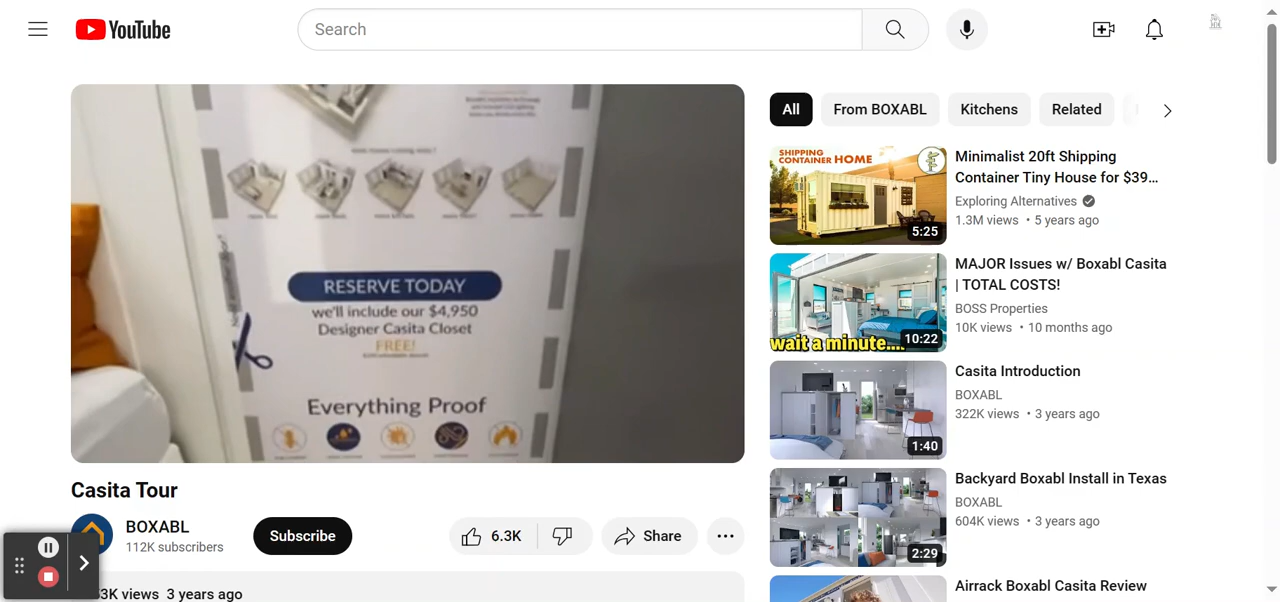 YouTube
Search
RESERVE TODAY
we'll include our $4,950
Designer Casita Closet
FREE!
Everything Proof
Casita Tour
BOXABL
112K subscribers
Subscribe
6.3K
Share
3K views 3 years ago
All
From BOXABL
Kitchens
Related
SHIPPING
CONTAINER HOME
5:25
Minimalist 20ft Shipping
Container Tiny House for $39...
Exploring Alternatives
1.3M views • 5 years ago
wait a minute....
10:22
MAJOR Issues w/ Boxabl Casita
| TOTAL COSTS!
BOSS Properties
10K views • 10 months ago
1:40
Casita Introduction
BOXABL
322K views • 3 years ago
2:29
Backyard Boxabl Install in Texas
BOXABL
604K views • 3 years ago
Airrack Boxabl Casita Review